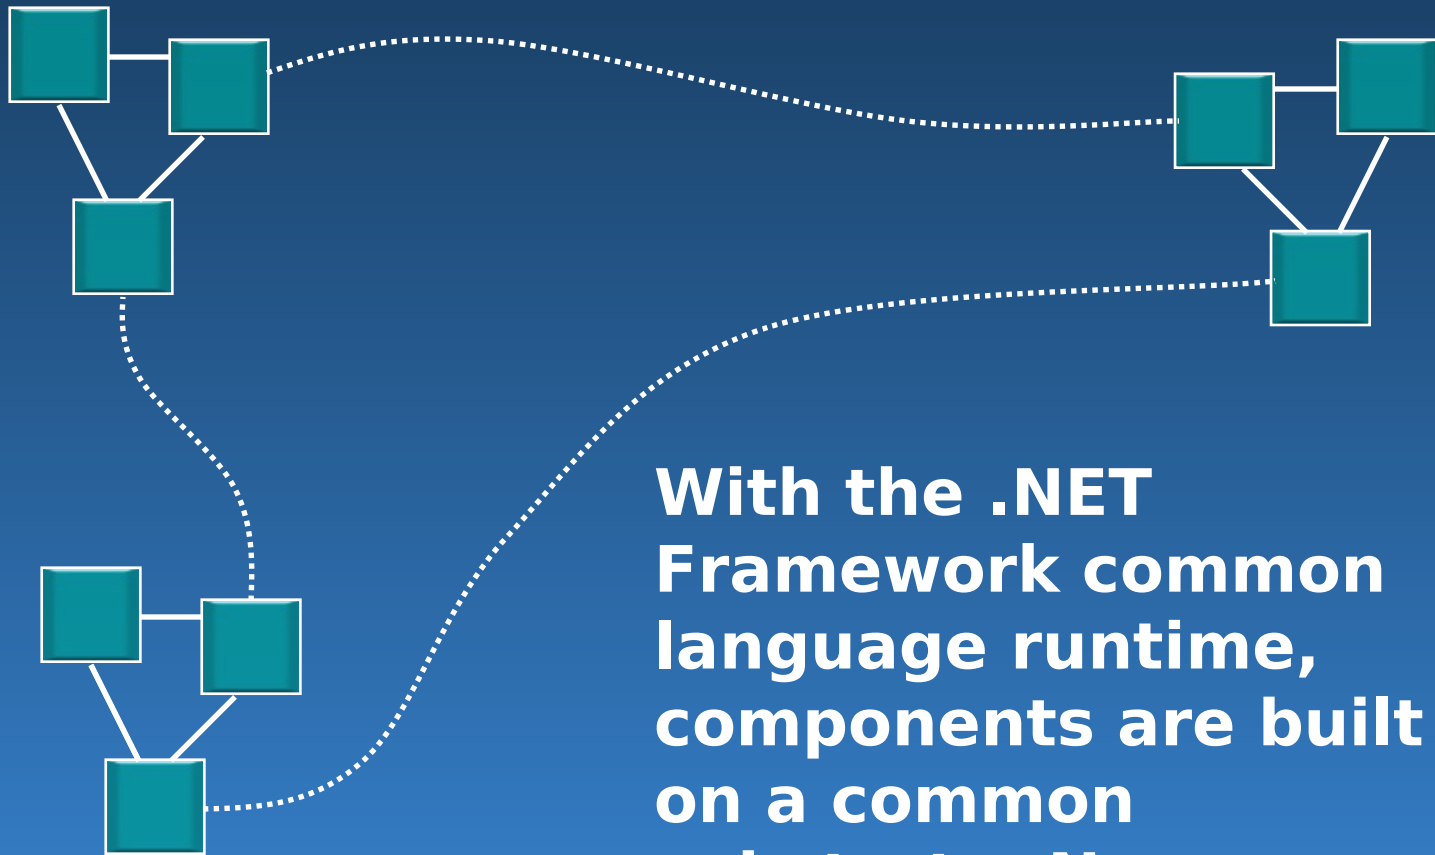 With the .NET
Framework common
language runtime,
components are built
on a common